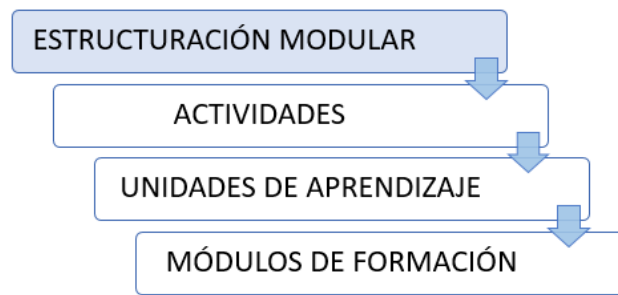 ESTRUCTURACIÓN MODULAR
ACTIVIDADES
UNIDADES DE APRENDIZAJE
MÓDULOS DE FORMACIÓN